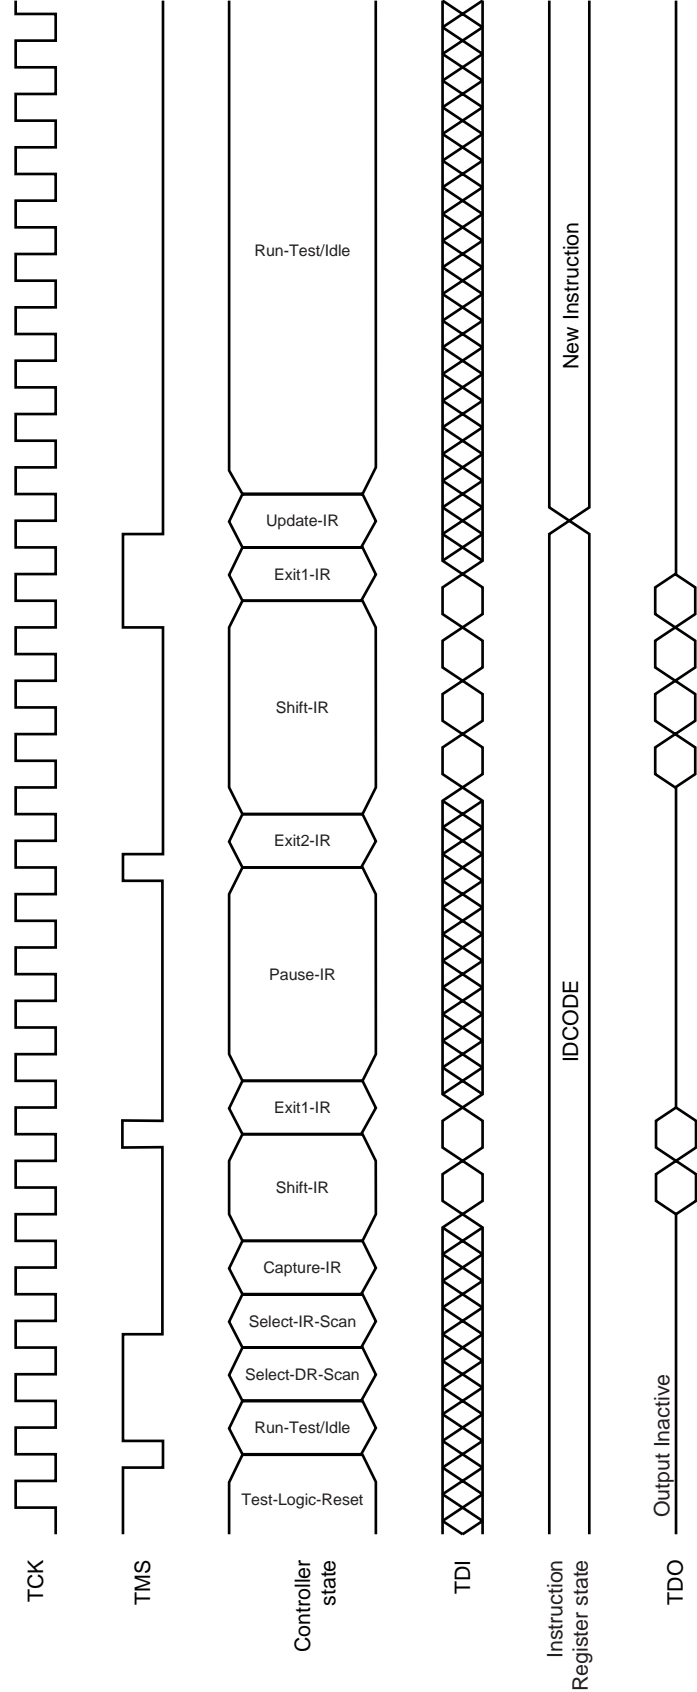 Run-Test/Idle
New Instruction
Update-IR
Exit1-IR
Shift-IR
Exit2-IR
Pause-IR
IDCODE
Exit1-IR
Shift-IR
Capture-IR
Select-IR-Scan
Select-DR-Scan
Run-Test/Idle
Output Inactive
Test-Logic-Reset
TCK
TMS
Controller
state
TDI
Instruction
Register state
TDO